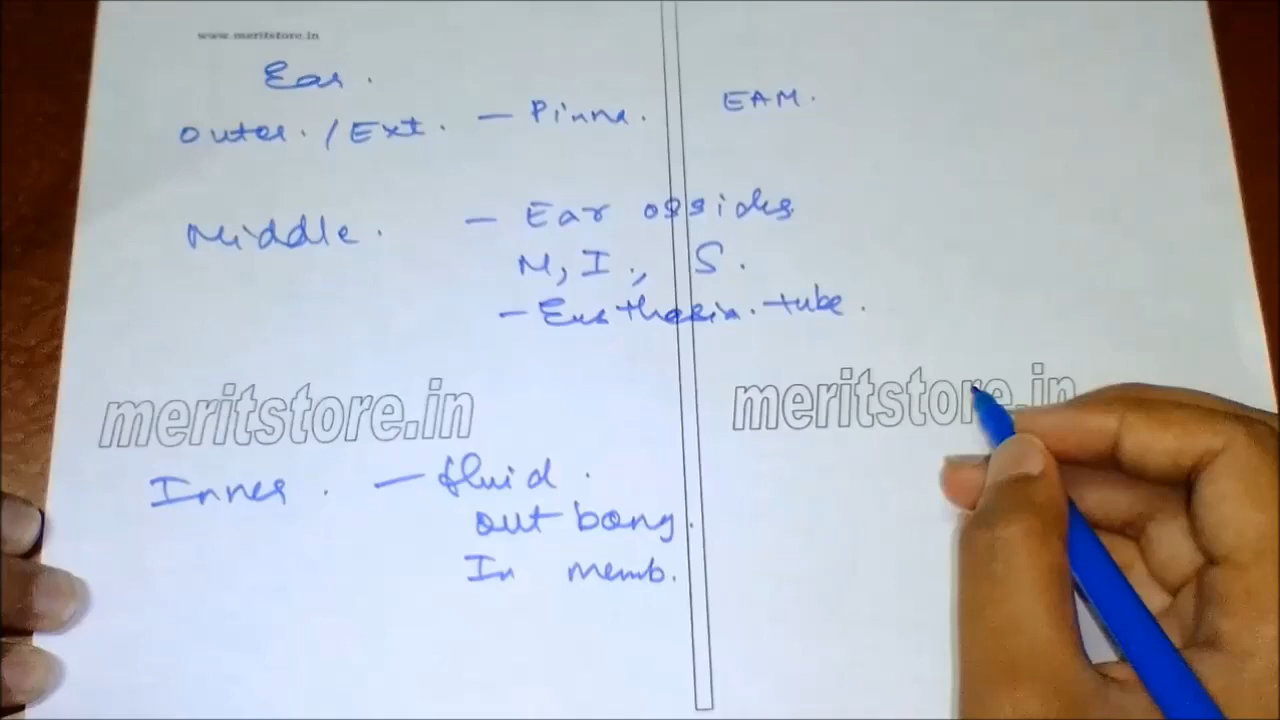 www.meritstore.in
Ear.
Outer. / Ext. – Pinna. EAM.
Middle. – Ear ossicles
M, I, S.
– Eusthacin. tube.
meritstore.in meritstore.in
Inner. – fluid.
out bony.
In memb.